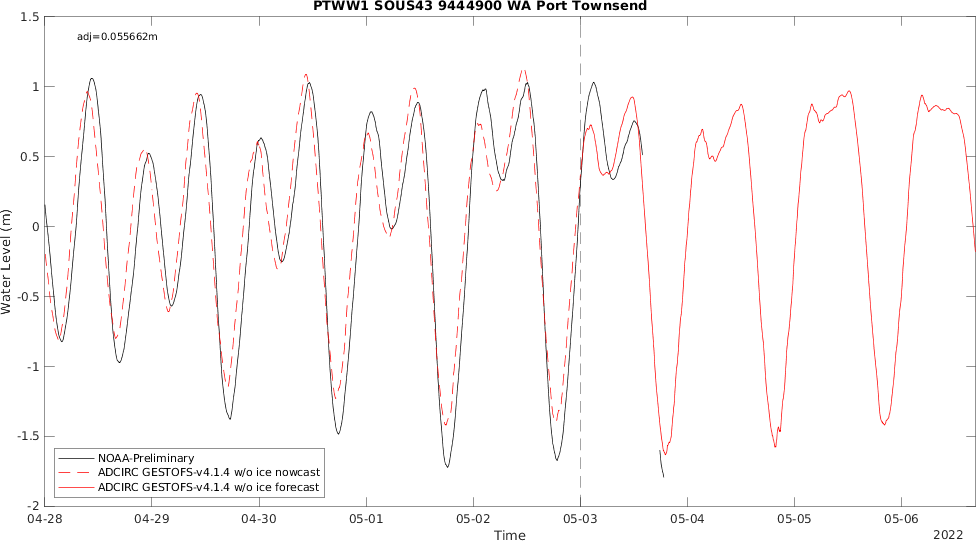 PTWW1 SOUS43 9444900 WA Port Townsend
adj=0.055662m
1.5
1
0.5
0
-0.5
-1
-1.5
-2
Water Level (m)
NOAA-Preliminary
ADCIRC GESTOFS-v4.1.4 w/o ice nowcast
ADCIRC GESTOFS-v4.1.4 w/o ice forecast
04-28 04-29 04-30 05-01 05-02 05-03 05-04 05-05 05-06
Time
2022